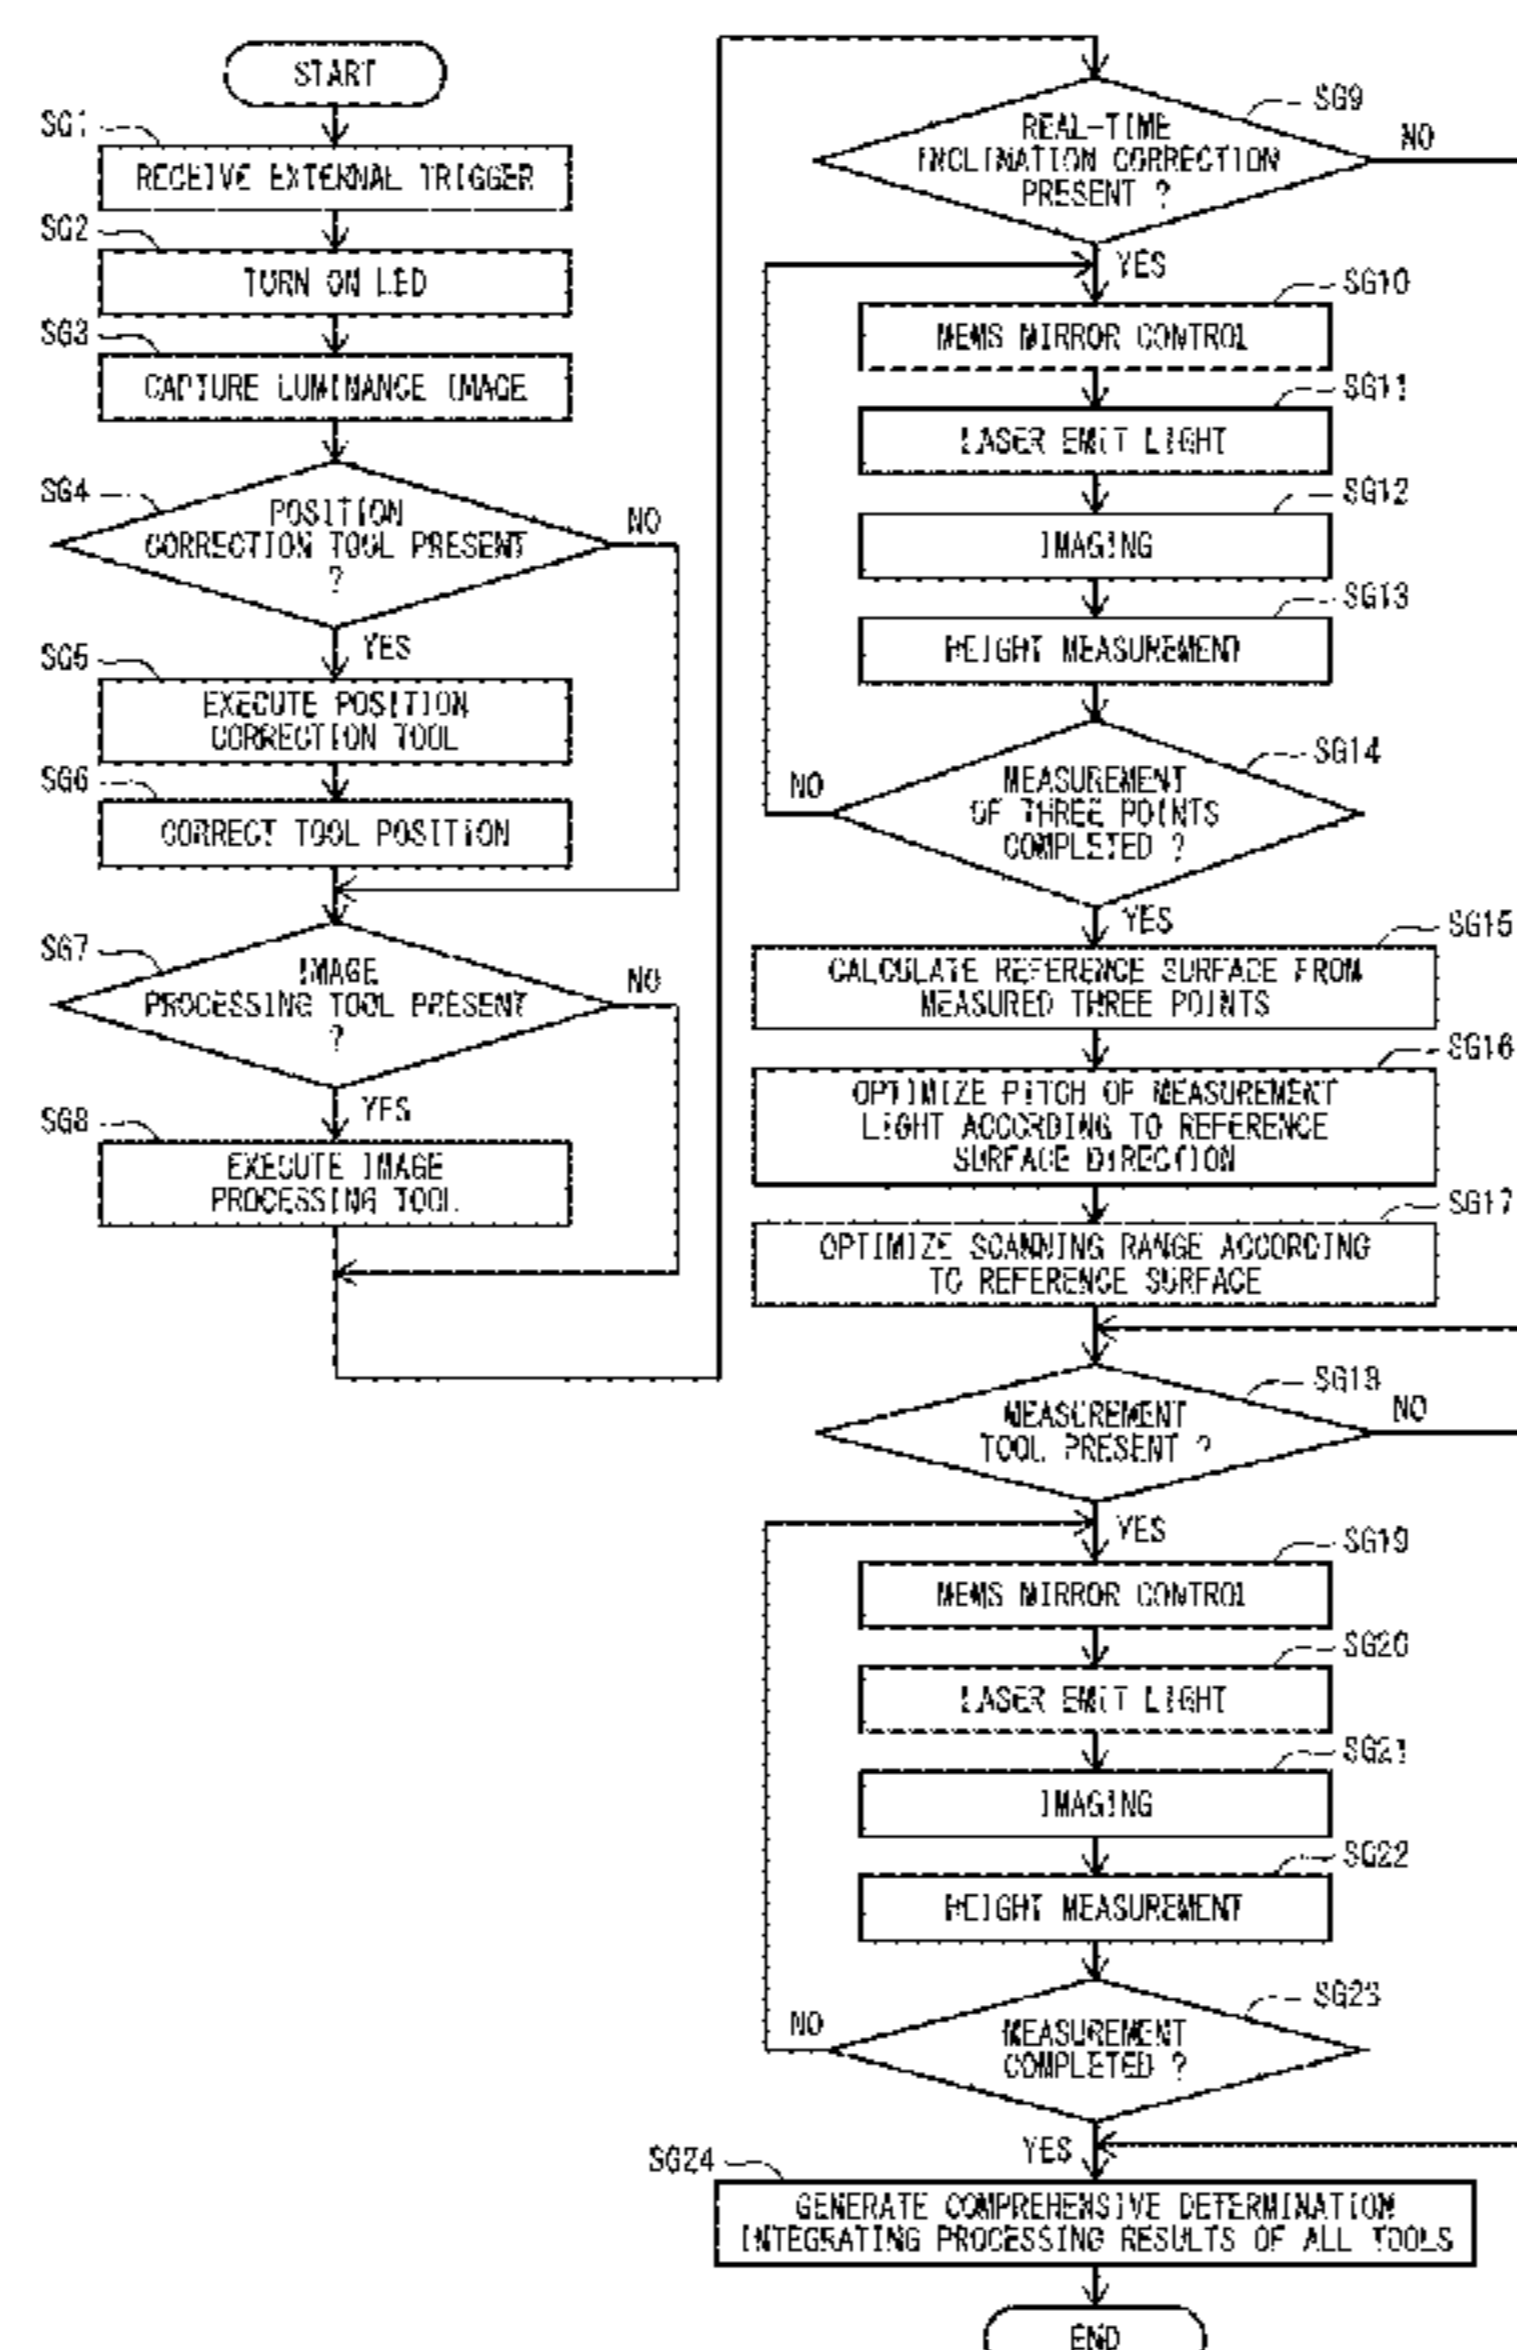 START
SG1
RECEIVE EXTERNAL TRIGGER
SG2
TURN ON LED
SG3
CAPTURE LUMINANCE IMAGE
SG4
POSITION
CORRECTION TOOL PRESENT
?
NO
YES
SG5
EXECUTE POSITION
CORRECTION TOOL
SG6
CORRECT TOOL POSITION
SG7
IMAGE
PROCESSING TOOL PRESENT
?
NO
YES
SG8
EXECUTE IMAGE
PROCESSING TOOL
SG9
REAL-TIME
INCLINATION CORRECTION
PRESENT ?
NO
YES
SG10
MEMS MIRROR CONTROL
SG11
LASER EMIT LIGHT
SG12
IMAGING
SG13
HEIGHT MEASUREMENT
SG14
MEASUREMENT
OF THREE POINTS
COMPLETED ?
NO
YES
SG15
CALCULATE REFERENCE SURFACE FROM
MEASURED THREE POINTS
SG16
OPTIMIZE PITCH OF MEASUREMENT
LIGHT ACCORDING TO REFERENCE
SURFACE DIRECTION
SG17
OPTIMIZE SCANNING RANGE ACCORDING
TO REFERENCE SURFACE
SG18
MEASUREMENT
TOOL PRESENT ?
NO
YES
SG19
MEMS MIRROR CONTROL
SG20
LASER EMIT LIGHT
SG21
IMAGING
SG22
HEIGHT MEASUREMENT
SG23
MEASUREMENT
COMPLETED ?
NO
YES
SG24
GENERATE COMPREHENSIVE DETERMINATION
INTEGRATING PROCESSING RESULTS OF ALL TOOLS
END